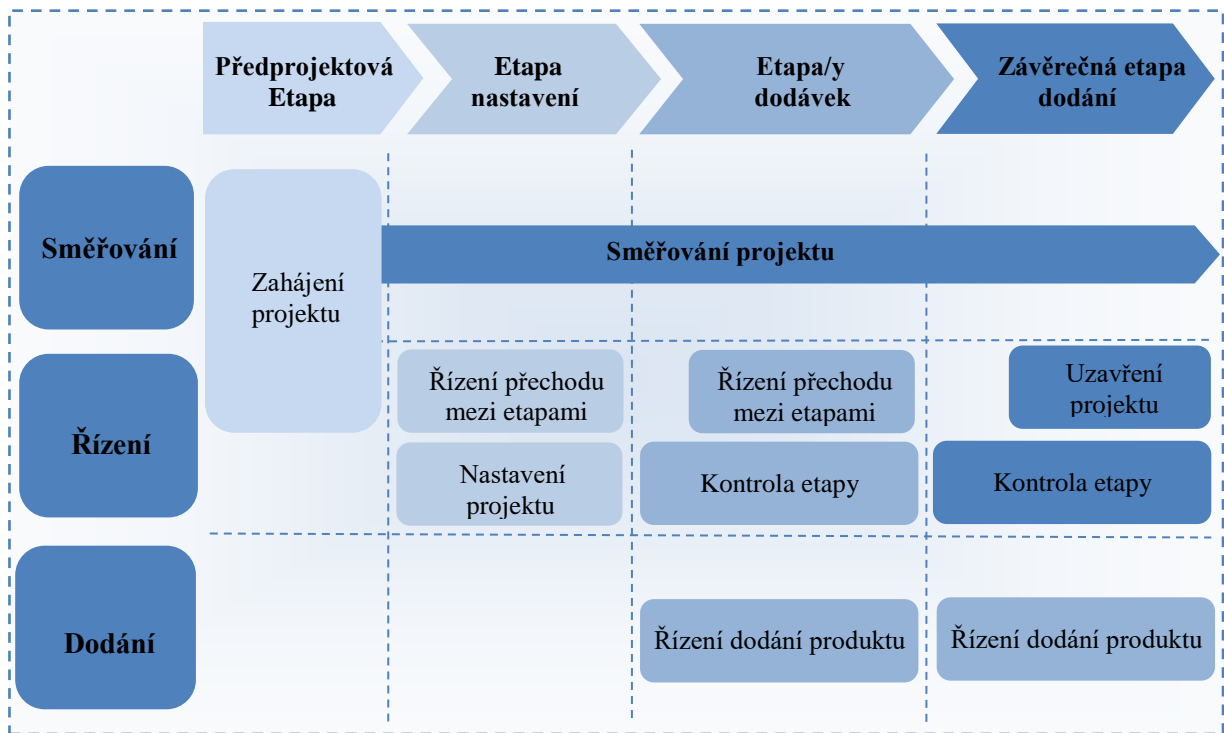 Předprojektová
Etapa
Etapa
nastavení
Etapa/y
dodávek
Závěrečná etapa
dodání
Směřování
Zahájení
projektu
Směřování projektu
Řízení
Řízení přechodu
mezi etapami
Řízení přechodu
mezi etapami
Uzavření
projektu
Nastavení
projektu
Kontrola etapy
Kontrola etapy
Dodání
Řízení dodání produktu
Řízení dodání produktu